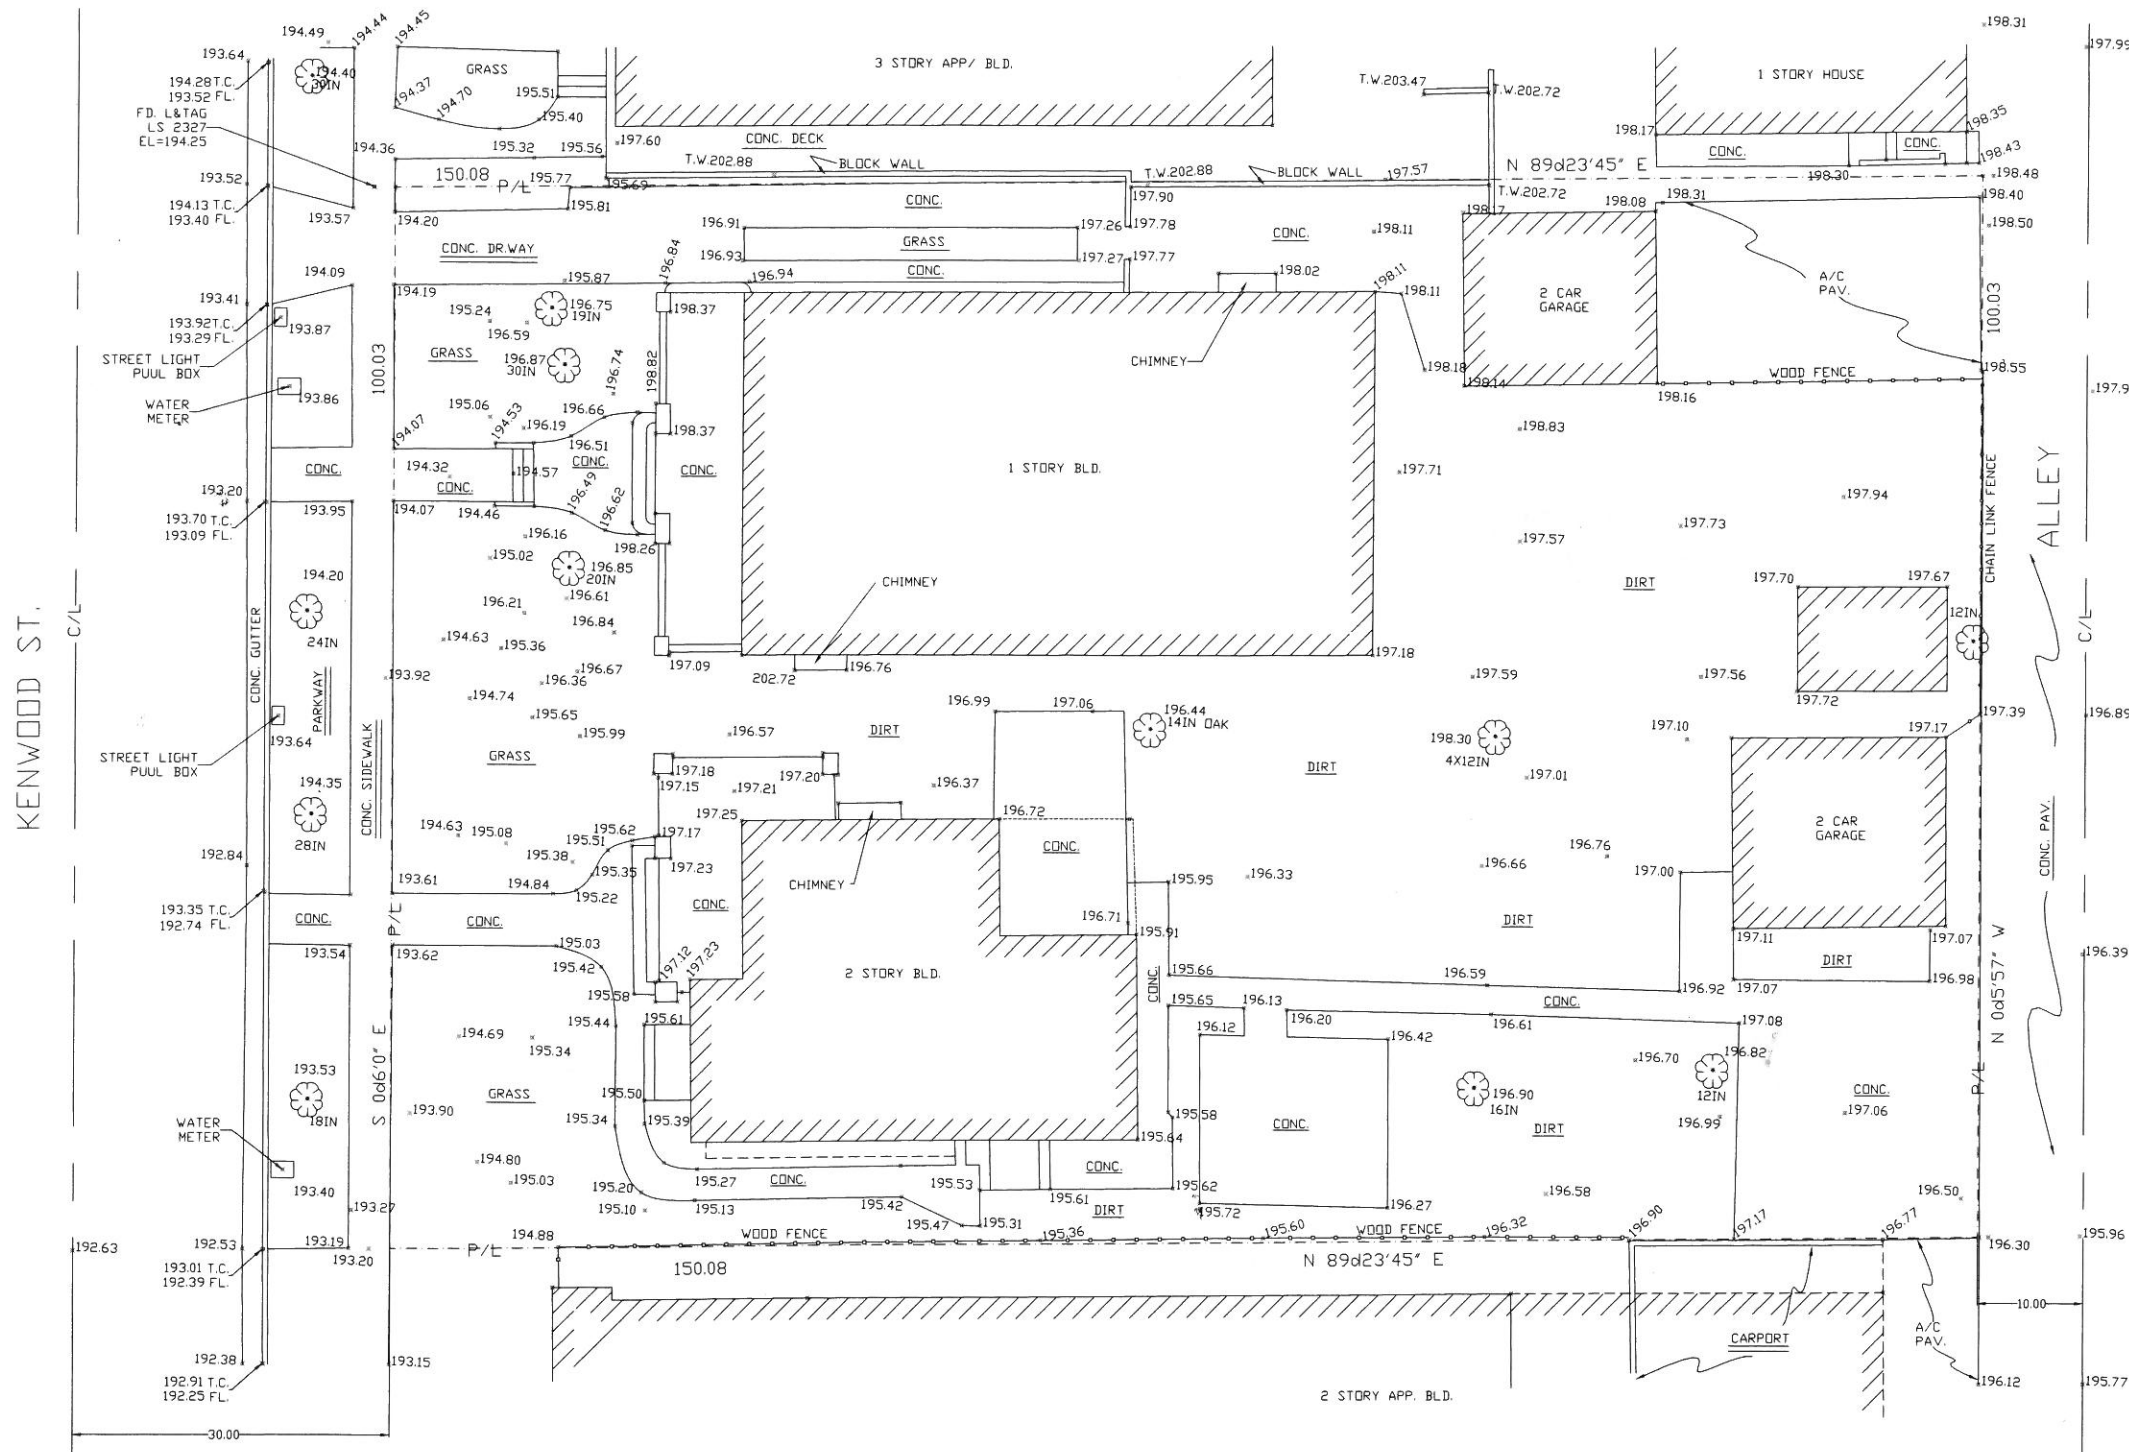 194.49
194.44
194.45
198.31
197.99
193.64
194.28 T.C.
193.52 FL.
194.40
30IN
GRASS
3 STORY APP/ BLD.
T.W.203.47
T.W.202.72
1 STORY HOUSE
FD. L&TAG
LS 2327
EL=194.25
194.37
194.70
195.51
195.40
197.60
CONC. DECK
198.17
198.35
CONC.
CONC.
198.43
194.36
195.32
195.56
T.W.202.88
BLOCK WALL
T.W.202.88
BLOCK WALL
197.57
N 89d23'45" E
198.30
198.48
193.52
150.08
P/L
195.77
195.69
197.90
T.W.202.72
198.40
194.13 T.C.
193.40 FL.
193.57
194.20
195.81
CONC.
198.17
198.08
198.31
196.91
197.26
197.78
198.11
198.50
CONC. DR.WAY
GRASS
CONC.
196.84
196.93
197.27
197.77
194.09
195.87
196.94
CONC.
198.02
A/C
PAV.
193.41
194.19
198.11
198.11
2 CAR
GARAGE
100.03
193.92 T.C.
193.29 FL.
193.87
195.24
196.59
196.75
19IN
198.37
STREET LIGHT
PUUL BOX
100.03
GRASS
196.87
30IN
196.74
198.82
CHIMNEY
198.18
198.14
WOOD FENCE
198.55
WATER
METER
193.86
198.16
194.07
195.06
194.53
196.19
196.66
198.37
198.83
196.51
CONC.
194.32
CONC.
194.57
CONC.
CONC.
1 STORY BLD.
197.71
197.94
CHAIN LINK FENCE
ALLEY
193.20
193.95
194.07
194.46
196.49
196.62
197.73
193.70 T.C.
193.09 FL.
196.16
198.26
197.57
195.02
196.85
20IN
CHIMNEY
DIRT
197.70
197.67
194.20
196.61
12IN
KENWOOD ST.
C/L
24IN
196.21
196.84
C/L
194.63
195.36
CONC. GUTTER
PARKWAY
193.92
196.67
197.09
196.76
197.18
196.36
202.72
197.59
197.56
197.72
194.74
195.65
196.99
197.06
196.44
14IN OAK
197.39
196.89
193.64
195.99
196.57
DIRT
198.30
4X12IN
197.10
197.17
STREET LIGHT
PUUL BOX
CONC. SIDEWALK
GRASS
197.18
197.20
DIRT
194.35
197.15
197.21
196.37
197.01
28IN
194.63
195.08
195.62
197.17
197.25
196.72
2 CAR
GARAGE
195.51
192.84
195.38
195.35
197.23
CONC.
196.76
CONC. PAV.
193.61
194.84
195.22
CHIMNEY
195.95
196.33
196.66
197.00
193.35 T.C.
192.74 FL.
CONC.
P/L
CONC.
CONC.
196.71
DIRT
193.54
193.62
195.03
195.91
197.11
197.07
N 0d5'57" W
196.39
195.42
197.12
197.23
2 STORY BLD.
CONC.
195.66
196.59
DIRT
195.58
196.92
197.07
196.98
195.65
196.13
CONC.
195.44
195.61
196.12
196.20
196.61
197.08
194.69
195.34
196.42
196.70
196.82
S 0d6'0" E
193.53
18IN
GRASS
195.50
196.90
16IN
12IN
P/L
CONC.
193.90
195.34
195.39
195.58
CONC.
DIRT
196.99
197.06
WATER
METER
195.64
194.80
CONC.
193.40
195.03
195.20
195.27
CONC.
195.53
195.62
196.58
196.50
193.27
195.10
195.13
195.42
195.61
DIRT
195.72
196.27
192.63
192.53
193.19
193.20
P/L
194.88
WOOD FENCE
195.47
195.31
195.36
195.60
WOOD FENCE
196.32
196.90
197.17
196.77
196.30
195.96
193.01 T.C.
192.39 FL.
150.08
N 89d23'45" E
10.00
192.38
193.15
CARPORT
A/C
PAV.
192.91 T.C.
192.25 FL.
2 STORY APP. BLD.
196.12
195.77
30.00